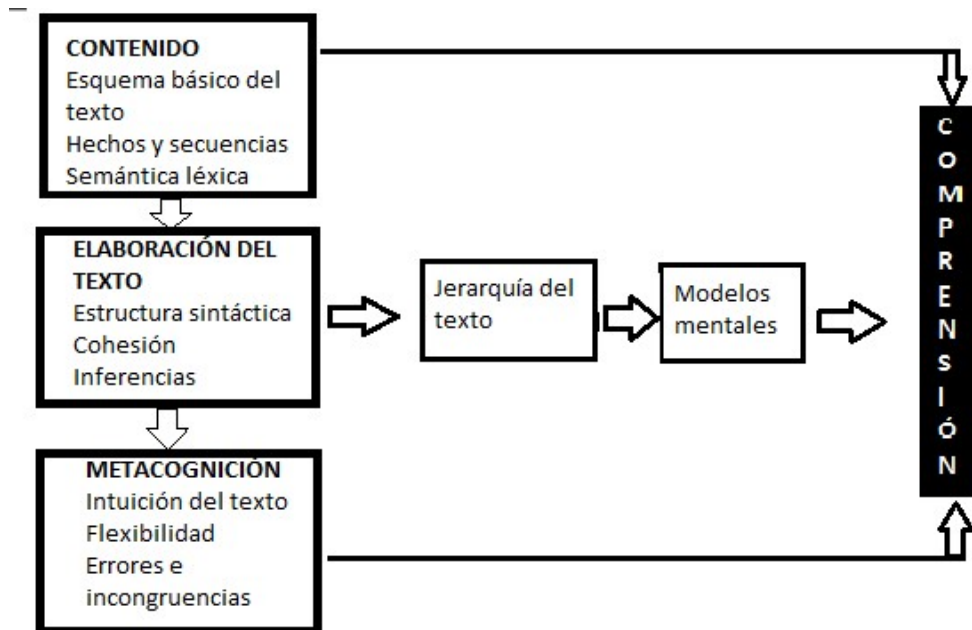 CONTENIDO
Esquema básico del
texto
Hechos y secuencias
Semántica léxica
ELABORACIÓN DEL
TEXTO
Estructura sintáctica
Cohesión
Inferencias
Jerarquía del
texto
Modelos
mentales
METACOGNICIÓN
Intuición del texto
Flexibilidad
Errores e
incongruencias
C
O
M
P
R
E
N
S
I
Ó
N